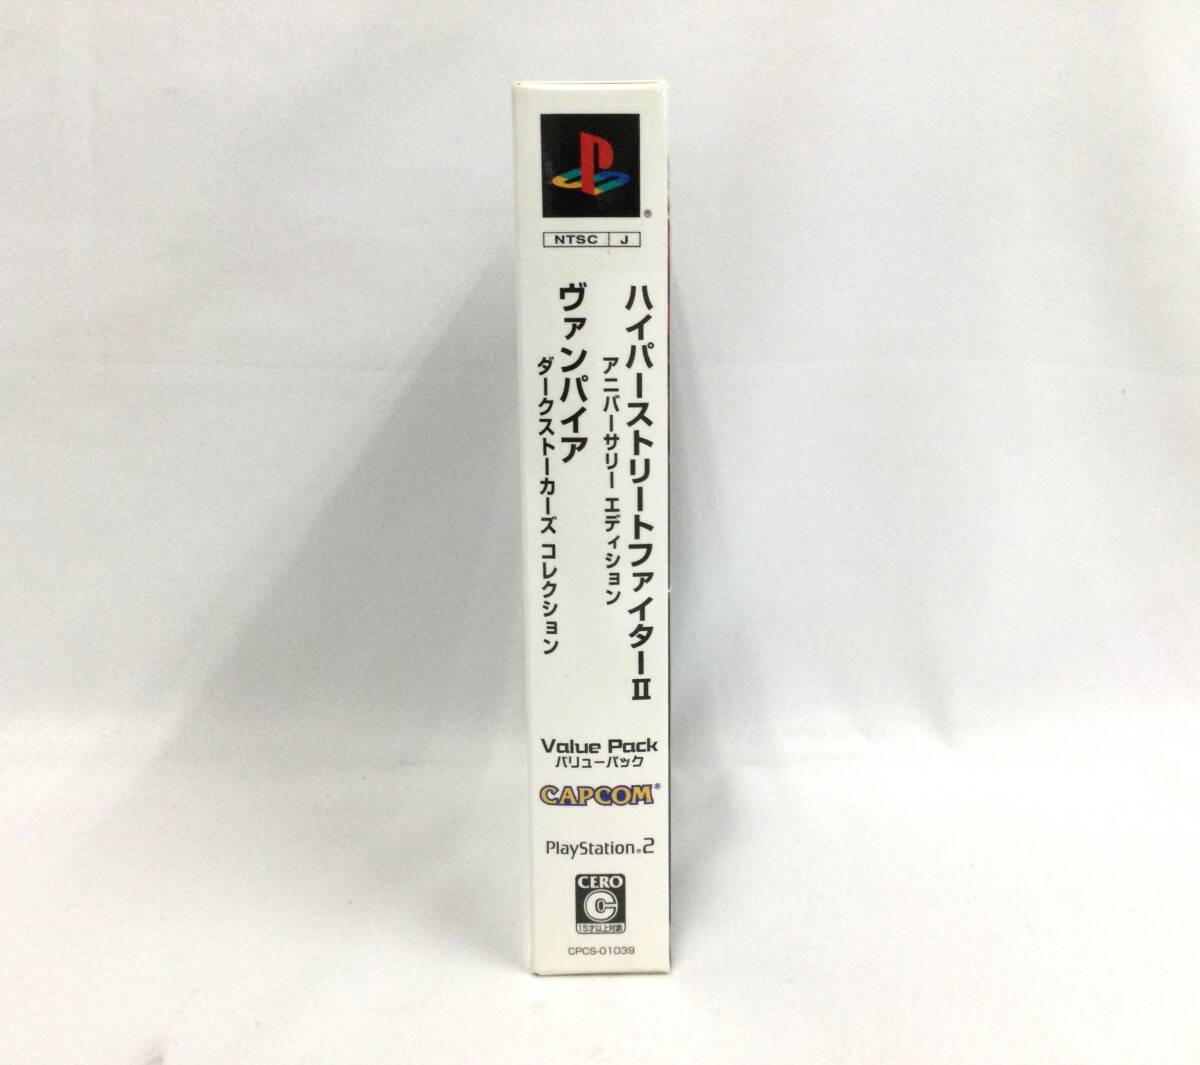 ®
NTSC J
ハイパーストリートファイターII
アニバーサリー エディション
ヴァンパイア
ダークストーカーズ コレクション
Value Pack
バリューパック
CAPCOM®
PlayStation®2
CERO
C
15才以上対象
CPCS-01039